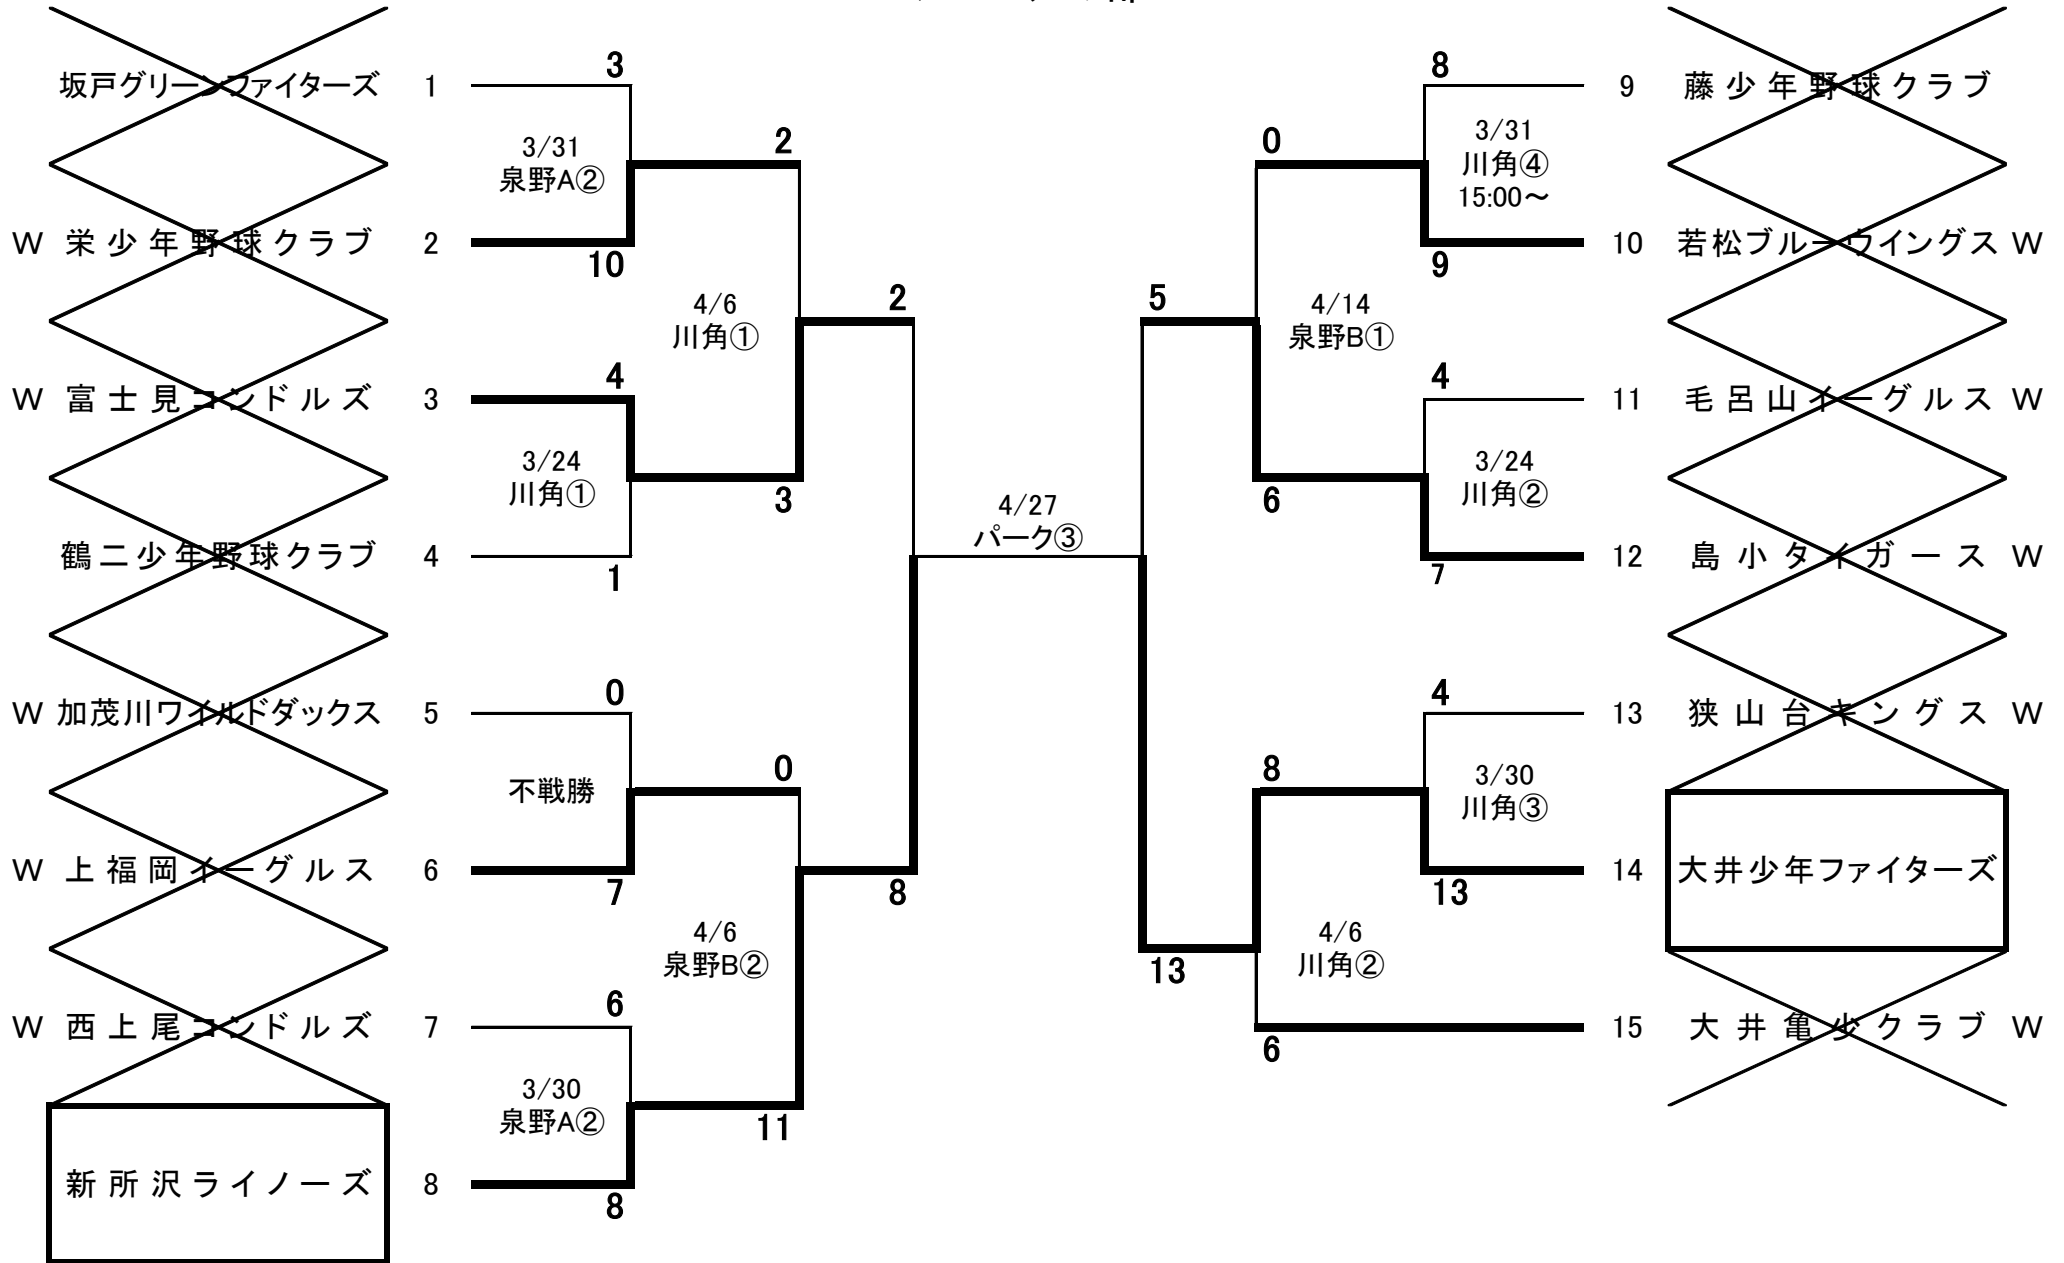 3
8
坂戸グリーンファイターズ 1
9 藤少年野球クラブ
3/31
泉野A②
2
0
3/31
川角④
15:00～
W 栄少年野球クラブ 2
10 若松ブルーウイングス W
10
9
4/6
川角①
2
5
4/14
泉野B①
4
4
W 富士見コンドルズ 3
11 毛呂山イーグルス W
3/24
川角①
3
6
3/24
川角②
4/27
パーク③
鶴二少年野球クラブ 4
12 島小タイガース W
1
7
0
4
W 加茂川ワイルドダックス 5
13 狭山台キングス W
不戦勝
0
8
3/30
川角③
W 上福岡イーグルス 6
14 大井少年ファイターズ
7
8
13
4/6
泉野B②
13
4/6
川角②
6
W 西上尾コンドルズ 7
15 大井亀少クラブ W
6
3/30
泉野A②
11
新所沢ライノーズ 8
8